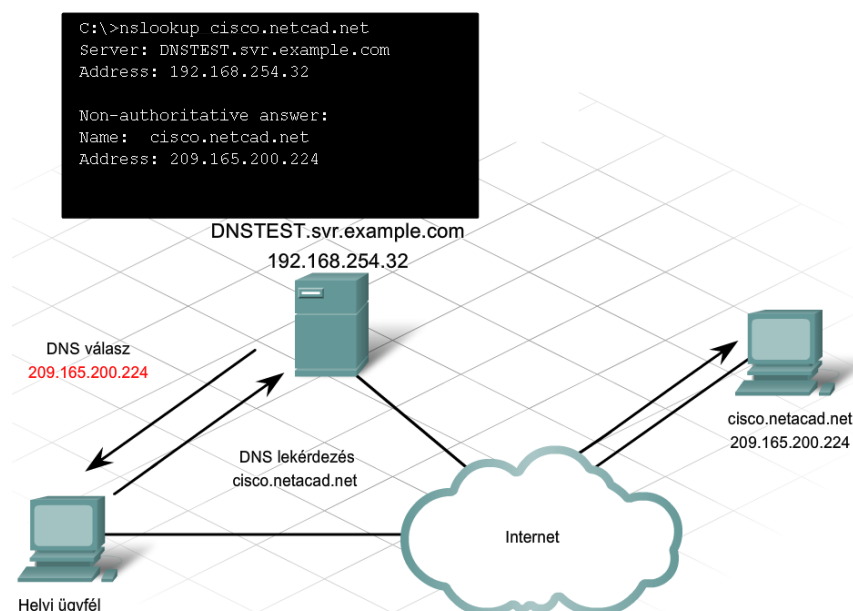 C:\>nslookup cisco.netcad.net
Server: DNSTEST.svr.example.com
Address: 192.168.254.32
Non-authoritative answer:
Name:  cisco.netcad.net
Address: 209.165.200.224
DNSTEST.svr.example.com
192.168.254.32
DNS válasz
209.165.200.224
DNS lekérdezés
cisco.netacad.net
cisco.netacad.net
209.165.200.224
Internet
Helyi ügyfél